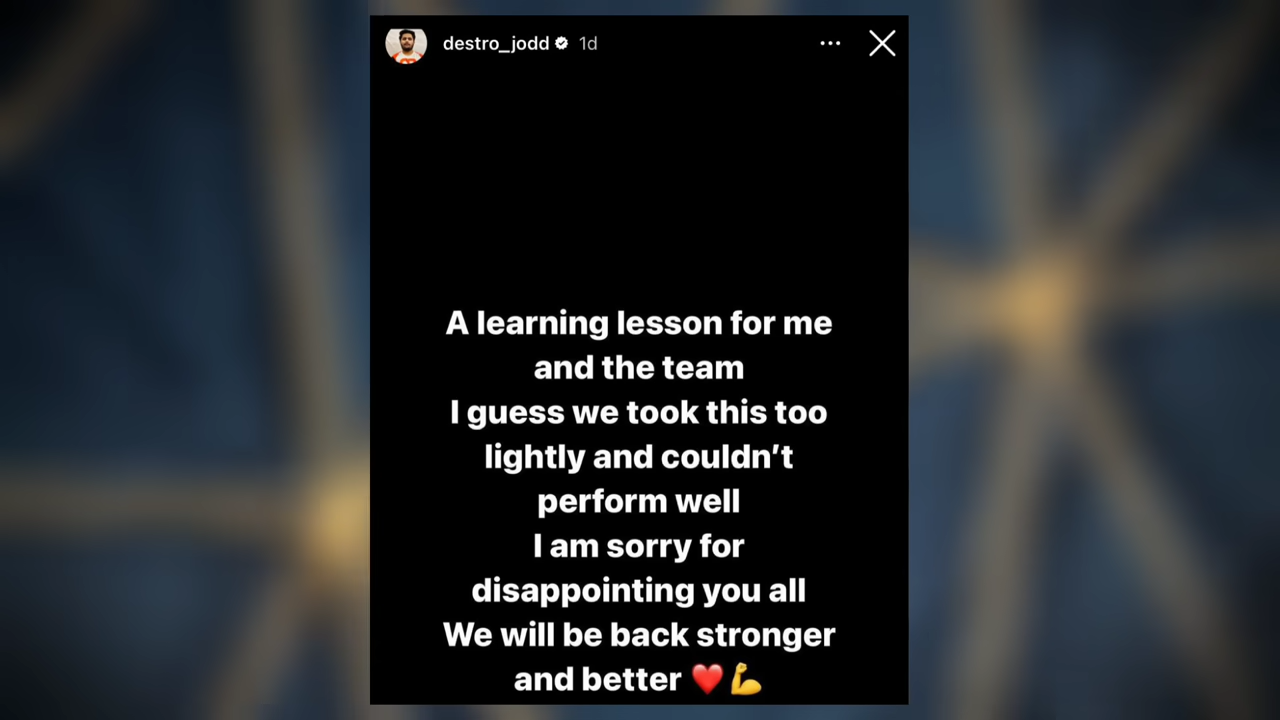 destro_jodd 1d
A learning lesson for me
and the team
I guess we took this too
lightly and couldn’t
perform well
I am sorry for
disappointing you all
We will be back stronger
and better ❤️💪